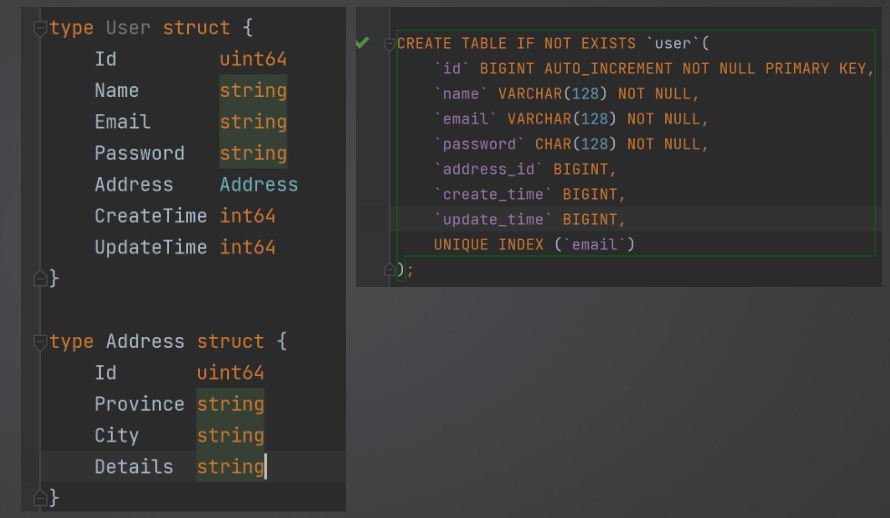 type User struct {
Id uint64
Name string
Email string
Password string
Address Address
CreateTime int64
UpdateTime int64
}
type Address struct {
Id uint64
Province string
City string
Details string
}
CREATE TABLE IF NOT EXISTS `user`(
`id` BIGINT AUTO_INCREMENT NOT NULL PRIMARY KEY,
`name` VARCHAR(128) NOT NULL,
`email` VARCHAR(128) NOT NULL,
`password` CHAR(128) NOT NULL,
`address_id` BIGINT,
`create_time` BIGINT,
`update_time` BIGINT,
UNIQUE INDEX (`email`)
);